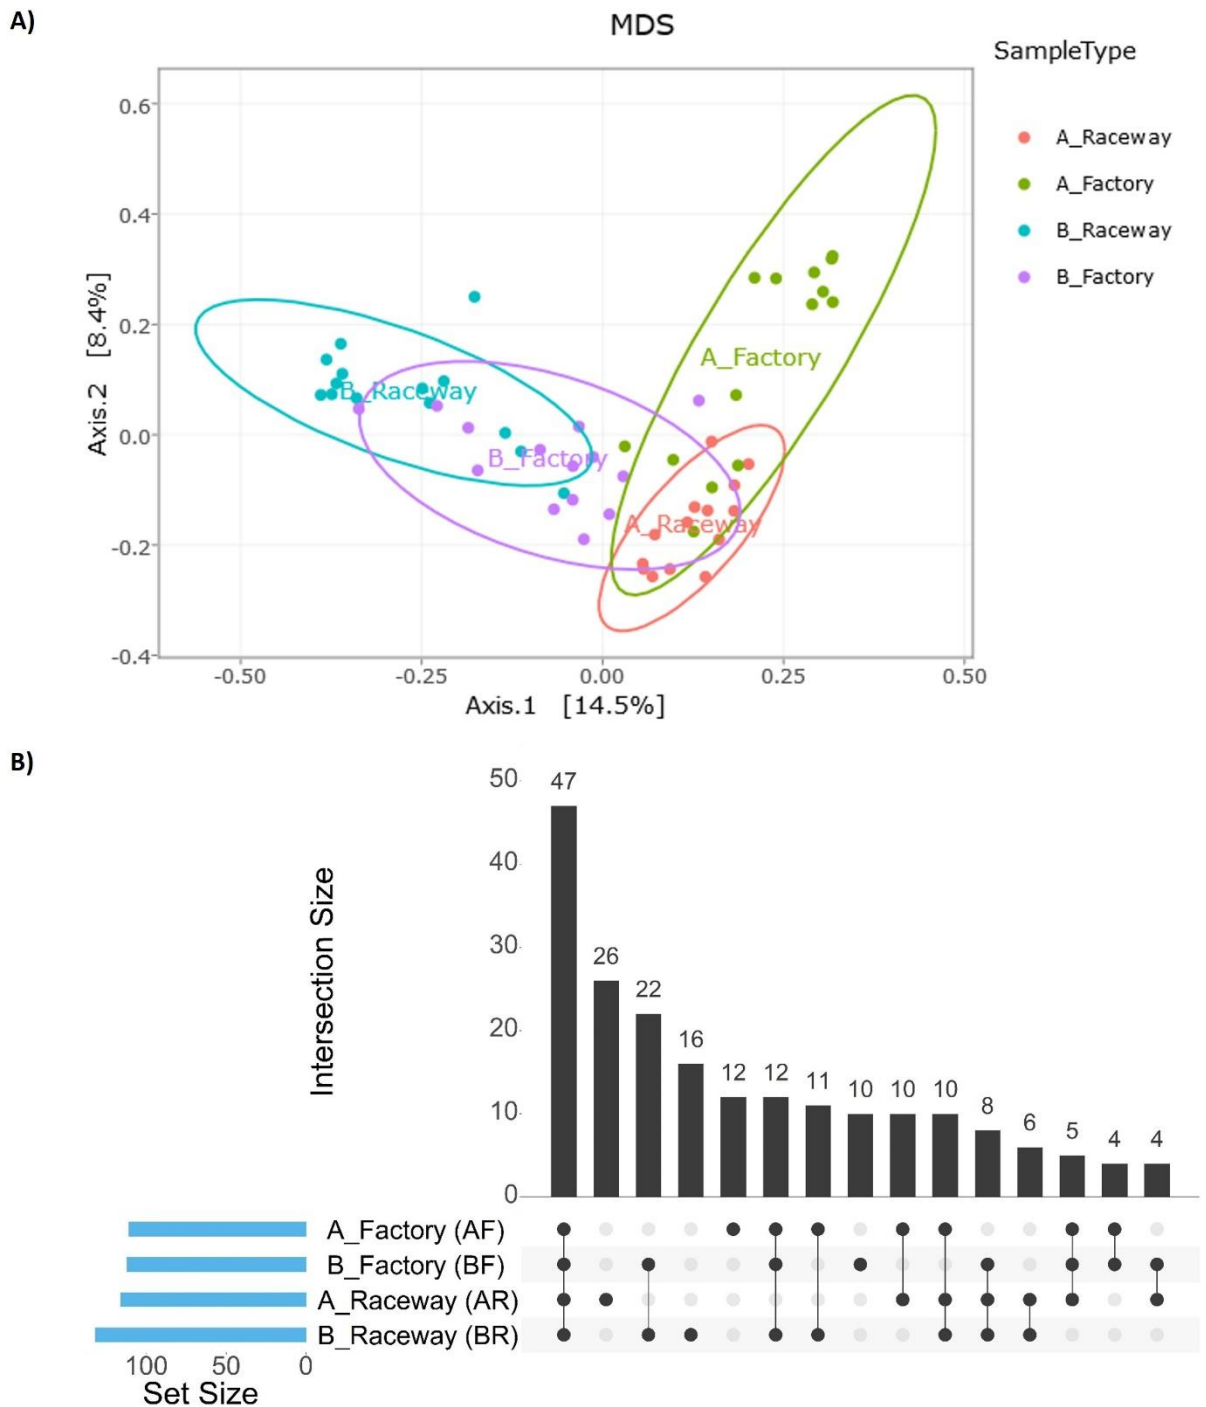 A)
MDS
SampleType
A_Raceway
A_Factory
B_Raceway
B_Factory
0.6
0.4
0.2
0.0
-0.2
-0.4
Axis.2 [8.4%]
A_Factory
B_Raceway
B_Factory
A_Raceway
-0.50 -0.25 0.00 0.25 0.50
Axis.1 [14.5%]
B)
Intersection Size
50
40
30
20
10
0
47 26 22 16 12 12 11 10 10 10 8 6 5 4 4
A_Factory (AF)
B_Factory (BF)
A_Raceway (AR)
B_Raceway (BR)
100 50 0
Set Size